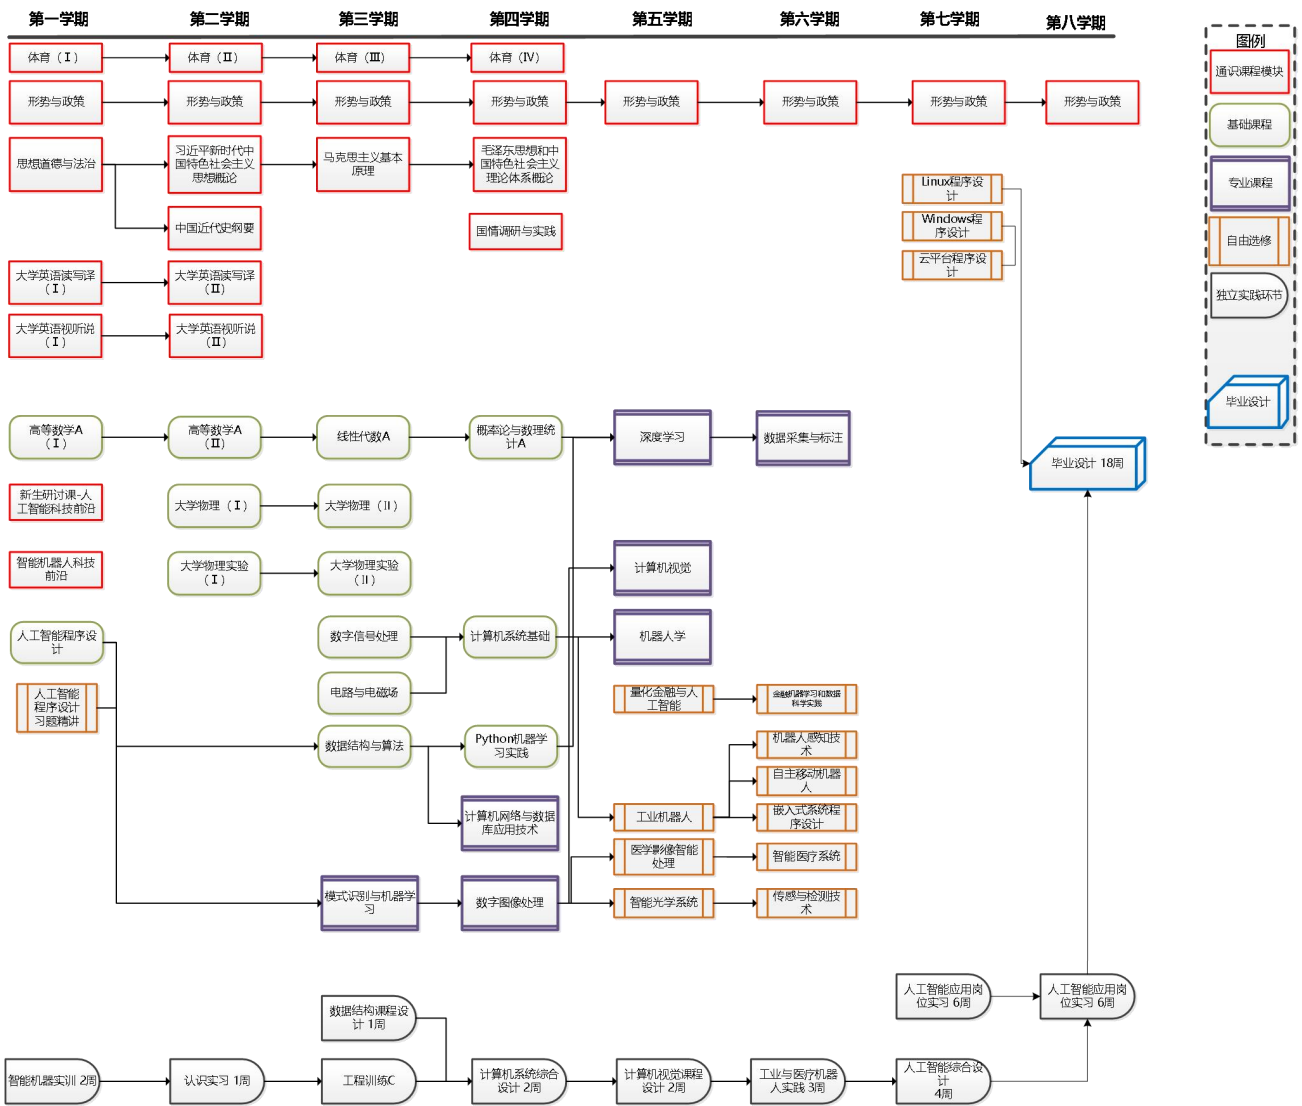 第一学期 第二学期 第三学期 第四学期 第五学期 第六学期 第七学期 第八学期
体育（Ⅰ） 体育（Ⅱ） 体育（Ⅲ） 体育（Ⅳ）
形势与政策 形势与政策 形势与政策 形势与政策 形势与政策 形势与政策 形势与政策 形势与政策
思想道德与法治
习近平新时代中
国特色社会主义
思想概论
马克思主义基本
原理
毛泽东思想和中
国特色社会主义
理论体系概论
中国近代史纲要
国情调研与实践
Linux程序设
计
Windows程
序设计
云平台程序设
计
大学英语读写译
（Ⅰ）
大学英语读写译
（Ⅱ）
大学英语视听说
（Ⅰ）
大学英语视听说
（Ⅱ）
高等数学A
（Ⅰ）
高等数学A
（Ⅱ）
线性代数A
概率论与数理统
计A
深度学习
数据采集与标注
毕业设计 18周
新生研讨课-人
工智能科技前沿
大学物理（Ⅰ）
大学物理（Ⅱ）
智能机器人科技
前沿
大学物理实验
（Ⅰ）
大学物理实验
（Ⅱ）
计算机视觉
人工智能程序设
计
数字信号处理
计算机系统基础
机器人学
人工智能
程序设计
习题精讲
电路与电磁场
量化金融与人
工智能
金融机器学习和数据
科学实践
数据结构与算法
Python机器学
习实践
机器人感知技
术
自主移动机器
人
计算机网络与数据
库应用技术
工业机器人
嵌入式系统程
序设计
医学影像智能
处理
智能医疗系统
模式识别与机器学
习
数字图像处理
智能光学系统
传感与检测技
术
人工智能应用岗
位实习 6周
人工智能应用岗
位实习 6周
数据结构课程设
计 1周
智能机器实训 2周
认识实习 1周
工程训练C
计算机系统综合
设计 2周
计算机视觉课程
设计 2周
工业与医疗机器
人实践 3周
人工智能综合设
计
4周
图例
通识课程模块
基础课程
专业课程
自由选修
独立实践环节
毕业设计